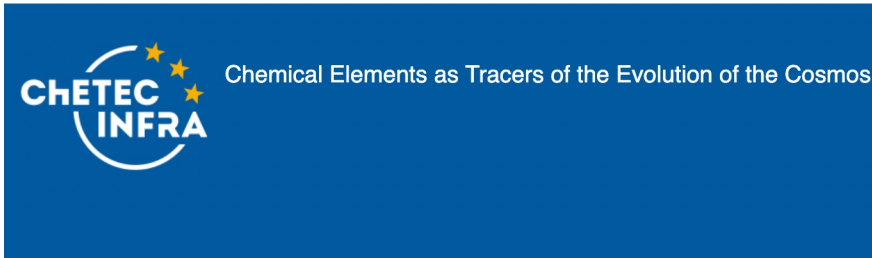 ChETEC
INFRA
Chemical Elements as Tracers of the Evolution of the Cosmos